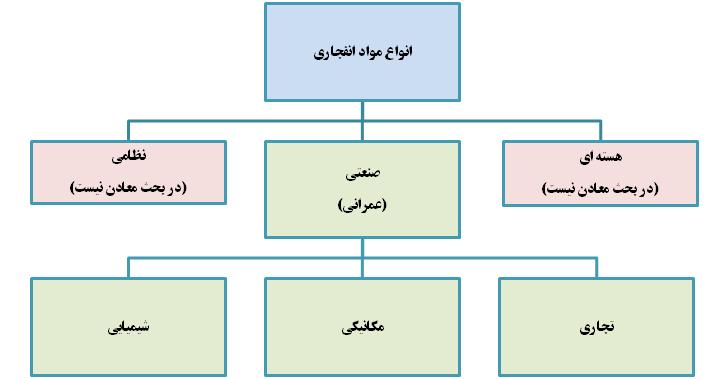 انواع مواد انفجاری
هسته ای
(در بحث معادن نیست)
صنعتی
(عمرانی)
نظامی
(در بحث معادن نیست)
تجاری
مکانیکی
شیمیایی